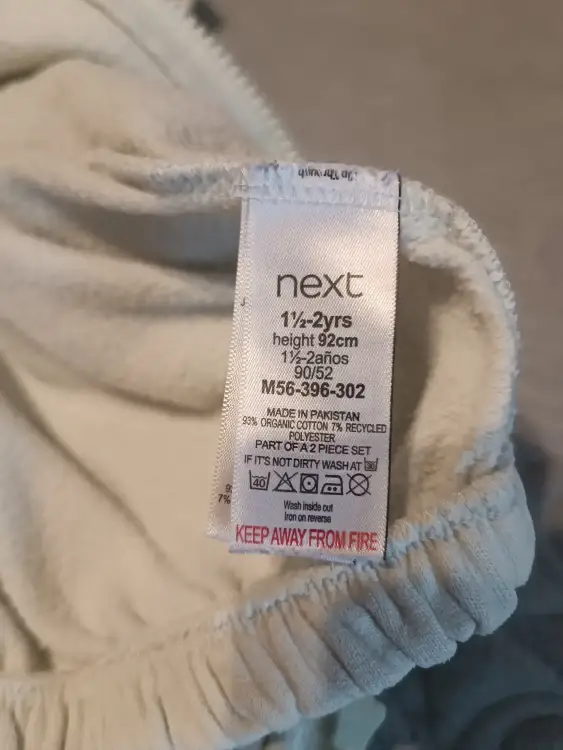 next
1½-2yrs
height 92cm
1½-2años
90/52
M56-396-302
MADE IN PAKISTAN
93% ORGANIC COTTON 7% RECYCLED
POLYESTER
PART OF A 2 PIECE SET
IF IT'S NOT DIRTY WASH AT 30
40
Wash inside out
Iron on reverse
KEEP AWAY FROM FIRE
7%